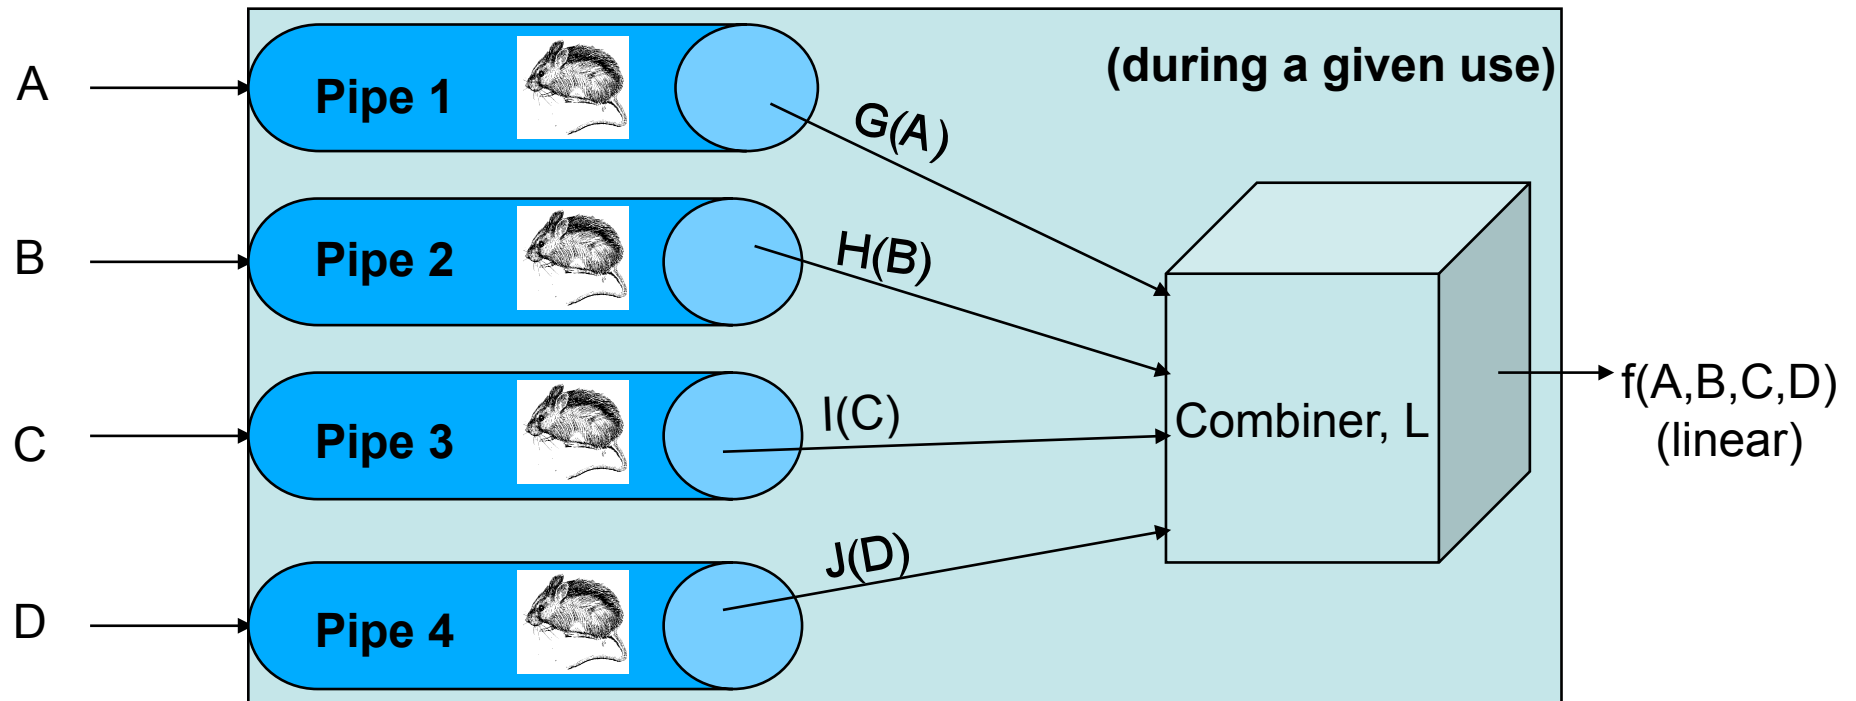 (during a given use)
A
Pipe 1
G(A)
B
Pipe 2
H(B)
C
Pipe 3
I(C)
Combiner, L
f(A,B,C,D)
(linear)
D
Pipe 4
J(D)